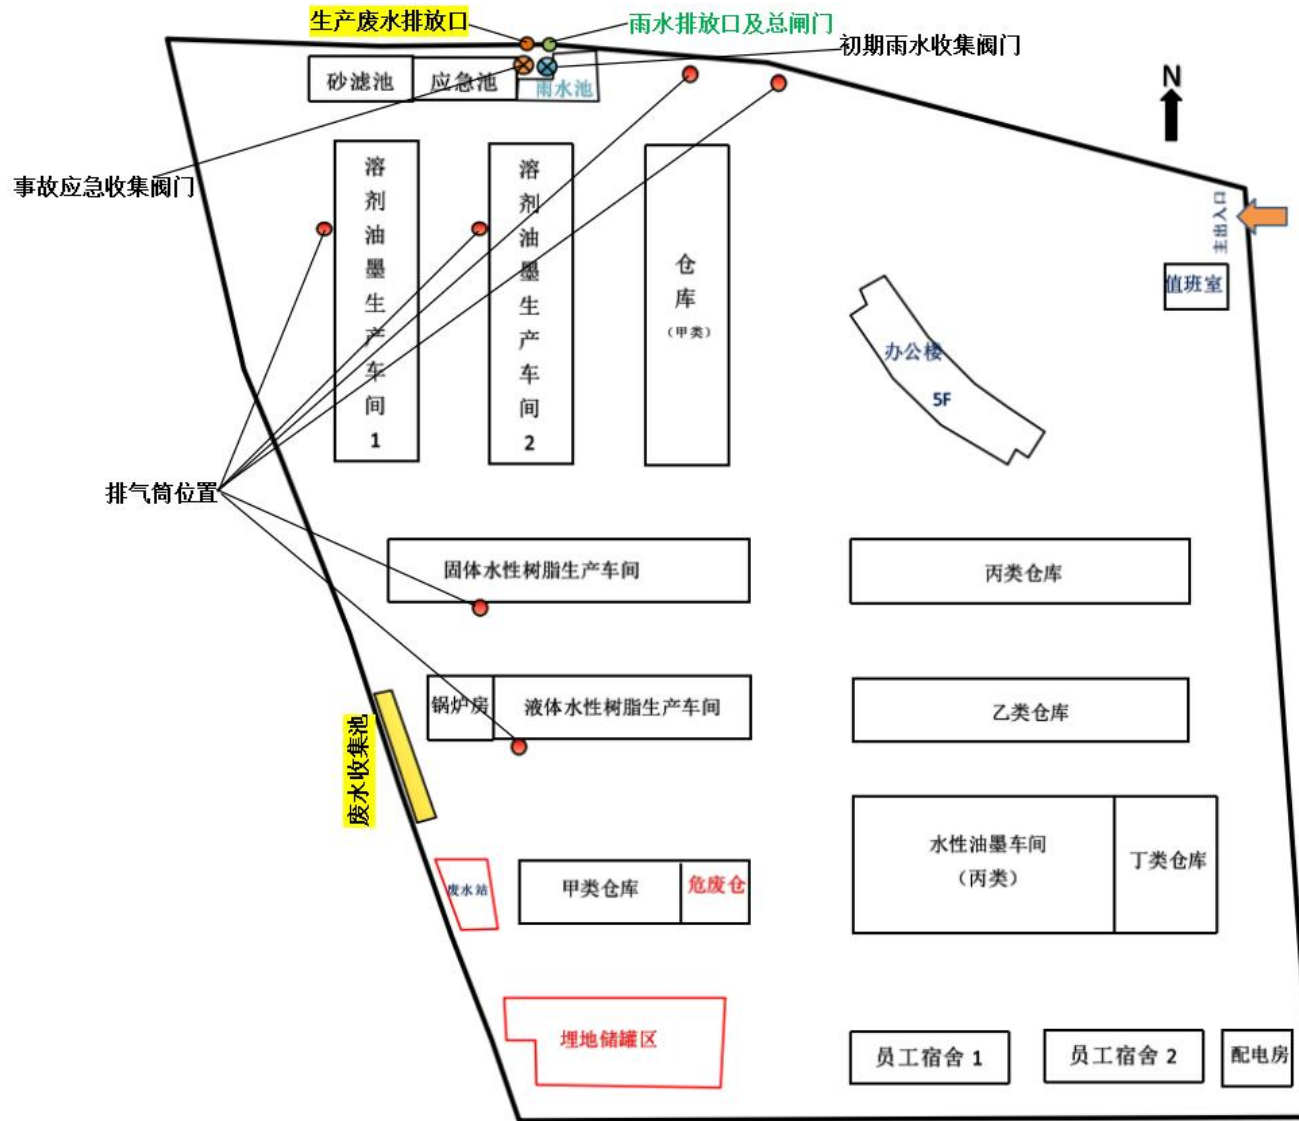 生产废水排放口
雨水排放口及总闸门
初期雨水收集阀门
砂滤池
应急池
雨水池
N
事故应急收集阀门
溶剂油墨生产车间1
溶剂油墨生产车间2
仓库
（甲类）
主出入口
值班室
办公楼
5F
排气筒位置
固体水性树脂生产车间
丙类仓库
锅炉房
液体水性树脂生产车间
乙类仓库
废水收集池
水性油墨车间
（丙类）
丁类仓库
废水站
甲类仓库
危废仓
埋地储罐区
员工宿舍 1
员工宿舍 2
配电房